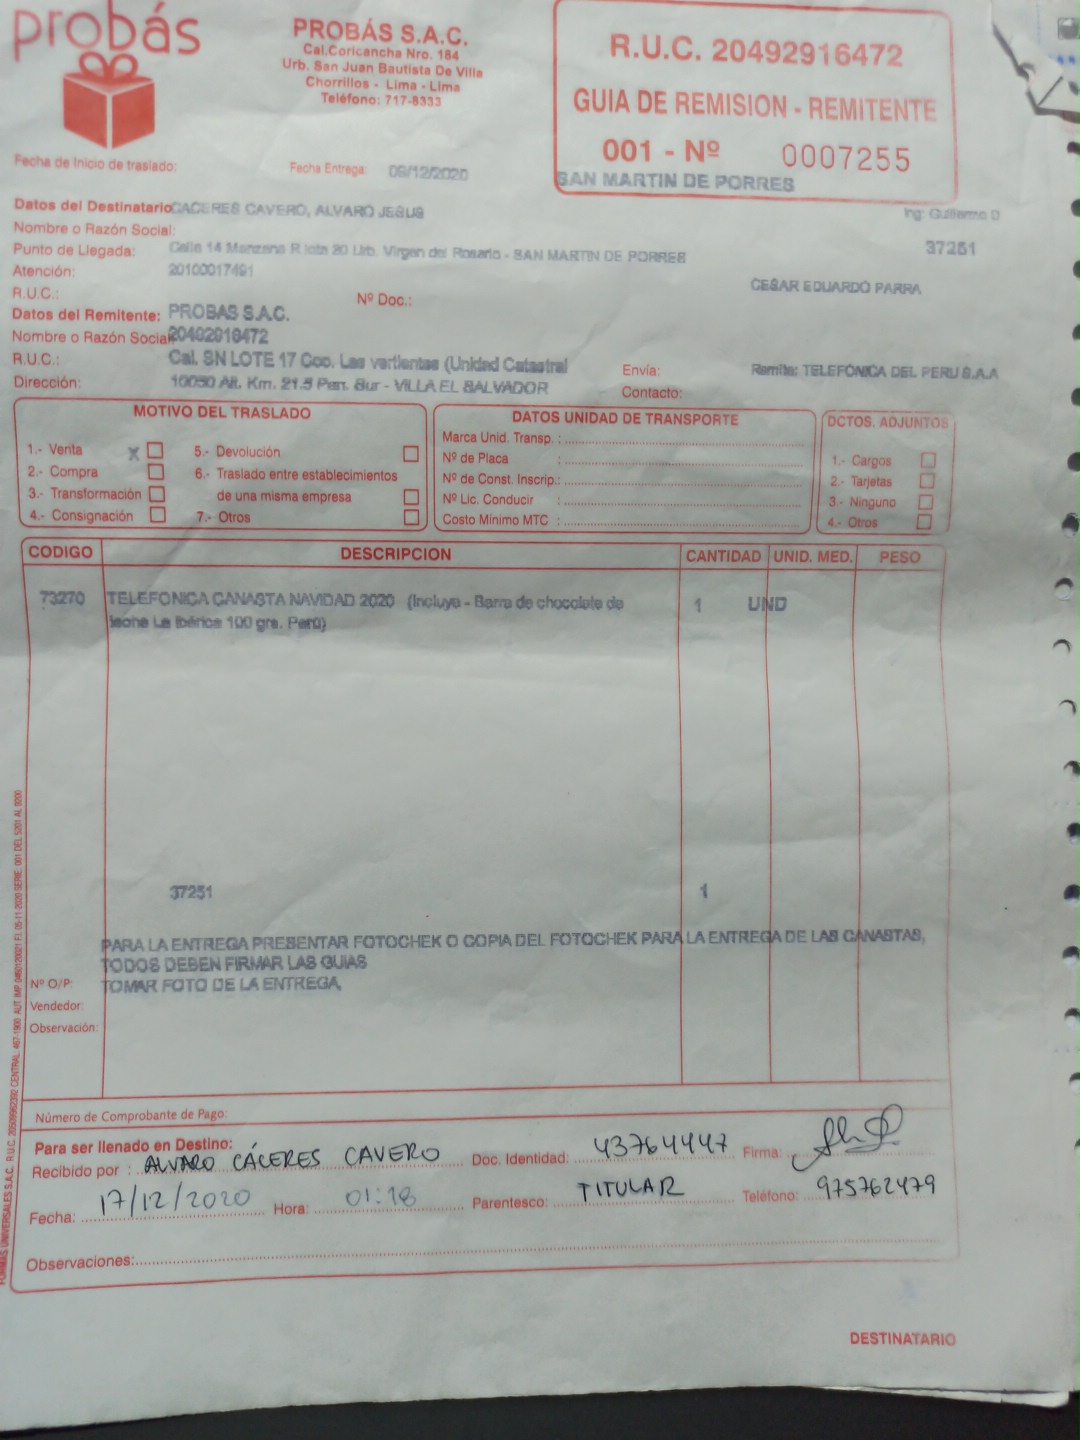 probás
PROBÁS S.A.C.
Cal.Coricancha Nro. 184
Urb. San Juan Bautista De Villa
Chorrillos - Lima - Lima
Teléfono: 717-8333
R.U.C. 20492916472
GUIA DE REMISION - REMITENTE
001 - Nº 0007255
SAN MARTIN DE PORRES
Fecha de Inicio de traslado:
Fecha Entrega: 09/12/2020
Datos del Destinatario CACERES CAVERO, ALVARO JESUS
Ing: Guillermo D
Nombre o Razón Social:
Punto de Llegada: Calle 14 Manzana R lote 20 Urb. Virgen del Rosario - SAN MARTIN DE PORRES
37251
Atención: 20100017491
R.U.C.: Nº Doc.:
CESAR EDUARDO PARRA
Datos del Remitente: PROBAS S.A.C.
Nombre o Razón Social 20492916472
R.U.C.: Cal. SN LOTE 17 Coo. Las vertientes (Unidad Catastral
Dirección: 10050 Alt. Km. 21.5 Pan. Sur - VILLA EL SALVADOR
Envía: Remite: TELEFONICA DEL PERU S.A.A
Contacto:
MOTIVO DEL TRASLADO
1.- Venta X
2.- Compra
3.- Transformación
4.- Consignación
5.- Devolución
6.- Traslado entre establecimientos
de una misma empresa
7.- Otros
DATOS UNIDAD DE TRANSPORTE
Marca Unid. Transp. :
Nº de Placa :
Nº de Const. Inscrip.:
Nº Lic. Conducir :
Costo Mínimo MTC :
DCTOS. ADJUNTOS
1.- Cargos
2.- Tarjetas
3.- Ninguno
4.- Otros
CODIGO DESCRIPCION CANTIDAD UNID. MED. PESO
73270 TELEFONICA CANASTA NAVIDAD 2020 (Incluye - Barra de chocolate de 1 UND
leche La Ibérica 100 grs. Perú)
37251 1
PARA LA ENTREGA PRESENTAR FOTOCHEK O COPIA DEL FOTOCHEK PARA LA ENTREGA DE LAS CANASTAS,
TODOS DEBEN FIRMAR LAS GUIAS
Nº O/P: TOMAR FOTO DE LA ENTREGA
Vendedor:
Observación:
Número de Comprobante de Pago:
Para ser llenado en Destino:
Recibido por : ALVARO CÁCERES CAVERO Doc. Identidad: 43764447 Firma:
Fecha: 17/12/2020 Hora: 01:18 Parentesco: TITULAR Teléfono: 975762479
Observaciones:
DESTINATARIO